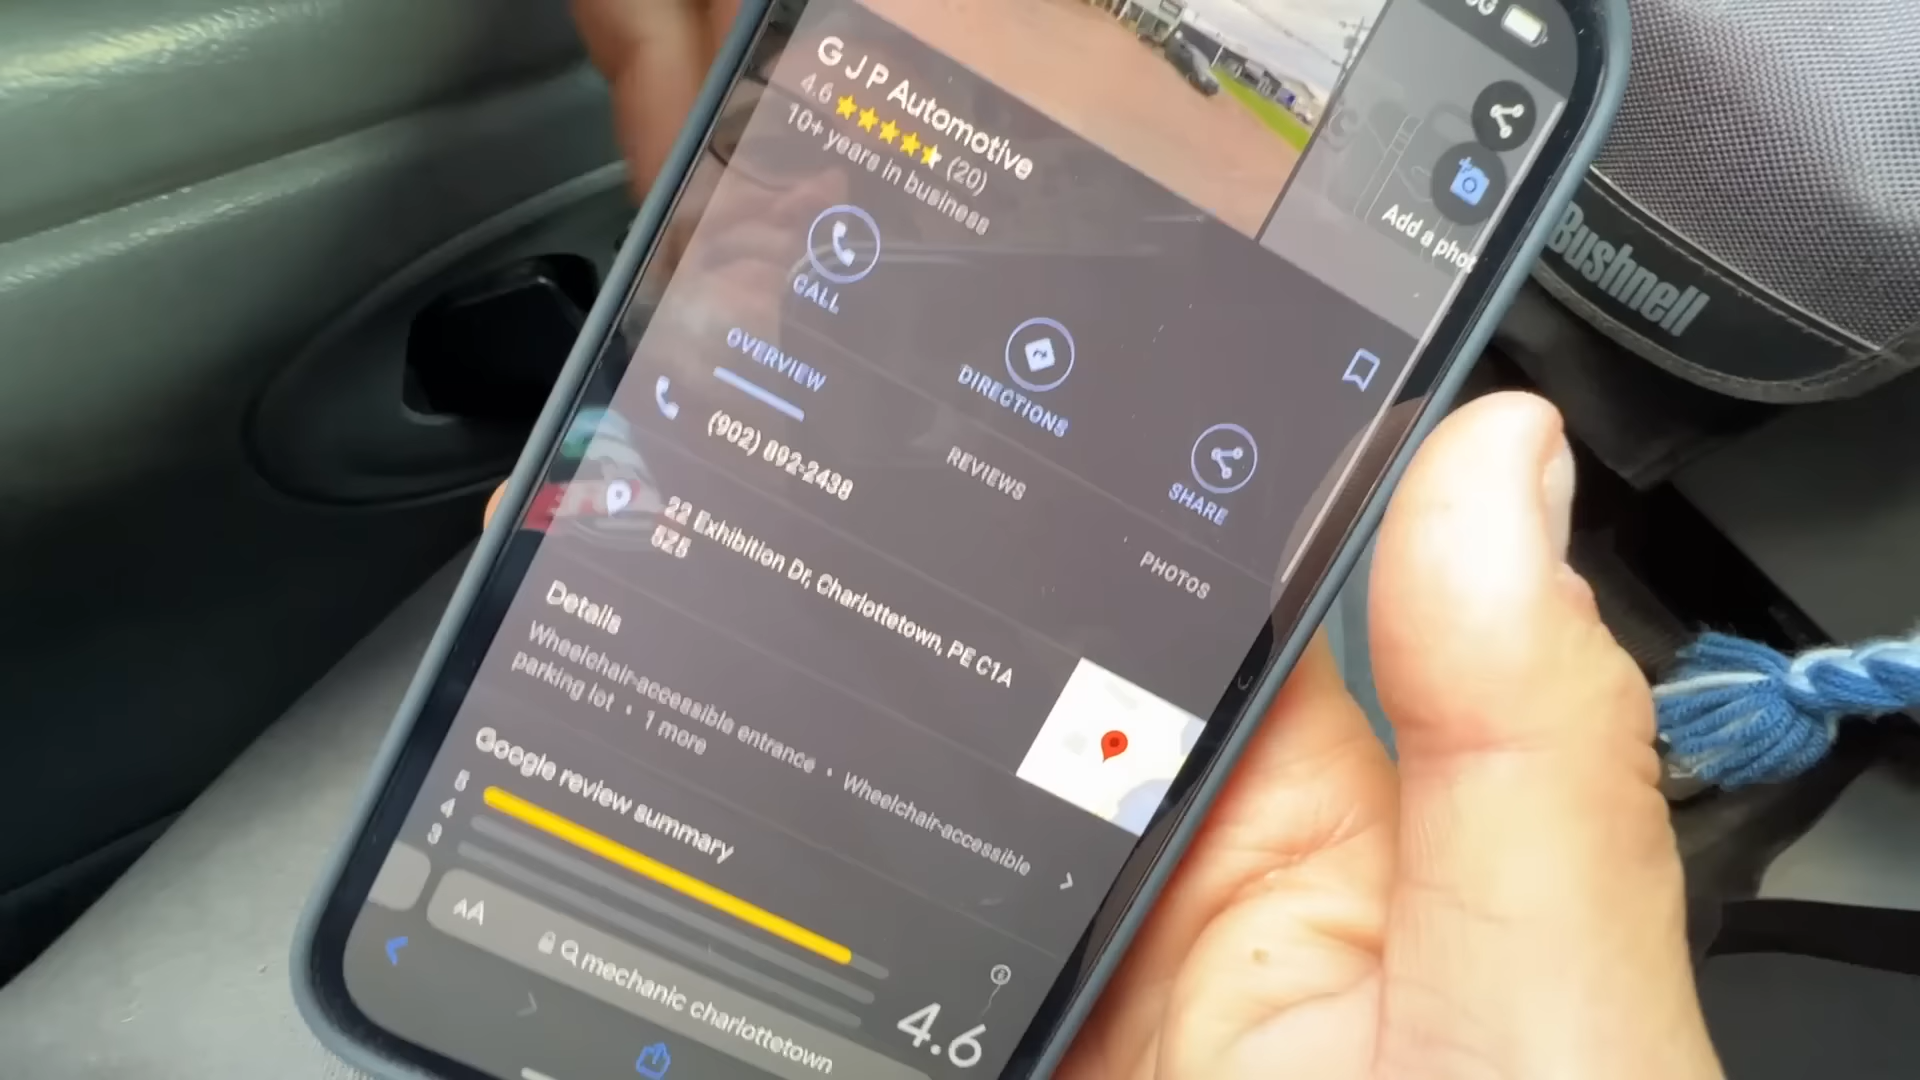 G J P Automotive
4.6 (20)
10+ years in business
Add a phot
CALL
DIRECTIONS
SHARE
OVERVIEW
REVIEWS
PHOTOS
(902) 892-2438
22 Exhibition Dr, Charlottetown, PE C1A
5Z5
Details
Wheelchair-accessible entrance · Wheelchair-accessible
parking lot · 1 more
Google review summary
5
4
3
4.6
AA
mechanic charlottetown
Bushnell